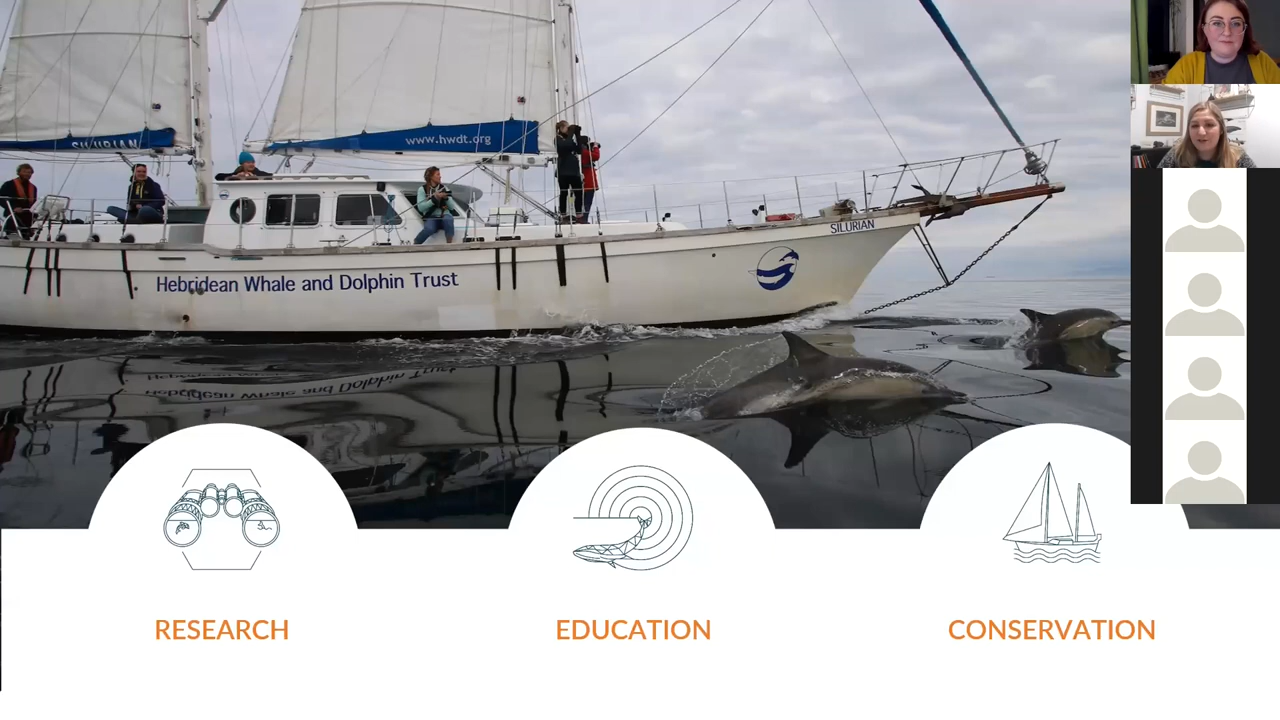 SILURIAN
www.hwdt.org
SILURIAN
Hebridean Whale and Dolphin Trust
Hebridean Whale and Dolphin Trust
RESEARCH
EDUCATION
CONSERVATION